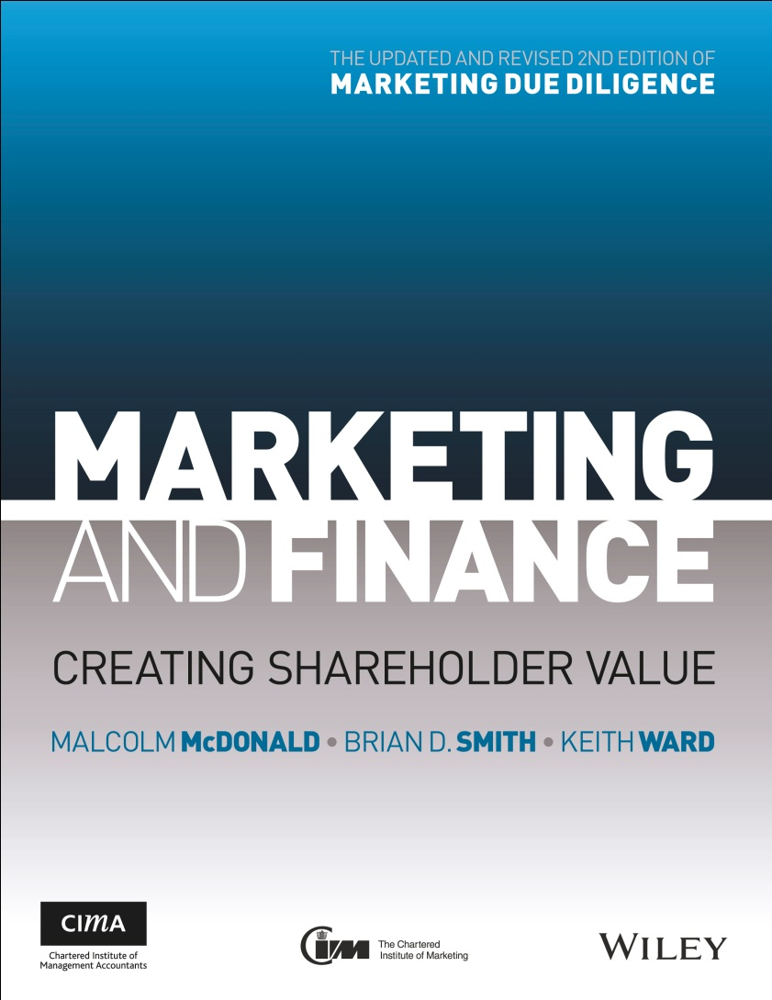 THE UPDATED AND REVISED 2ND EDITION OF
MARKETING DUE DILIGENCE
MARKETING
AND FINANCE
CREATING SHAREHOLDER VALUE
MALCOLM McDONALD • BRIAN D. SMITH • KEITH WARD
CIMA
Chartered Institute of
Management Accountants
CIM
The Chartered
Institute of Marketing
WILEY